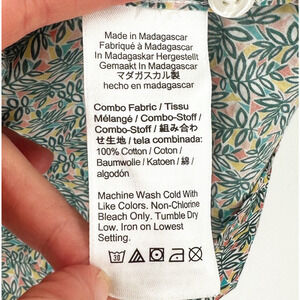 Made in Madagascar
Fabriqué à Madagascar
In Madagaskar Hergestellt
Gemaakt In Madagascar
マダガスカル製
hecho en madagascar
Combo Fabric / Tissu
Mélangé / Combo-
Stoff / Combo-Stoff / 組み合わ
せ生地 / tela combinada:
100% Cotton / Coton /
Baumwolle / Katoen / 綿 /
algodón
Machine Wash Cold With
Like Colors. Non-Chlorine
Bleach Only. Tumble Dry
Low. Iron on Lowest
Setting.
30